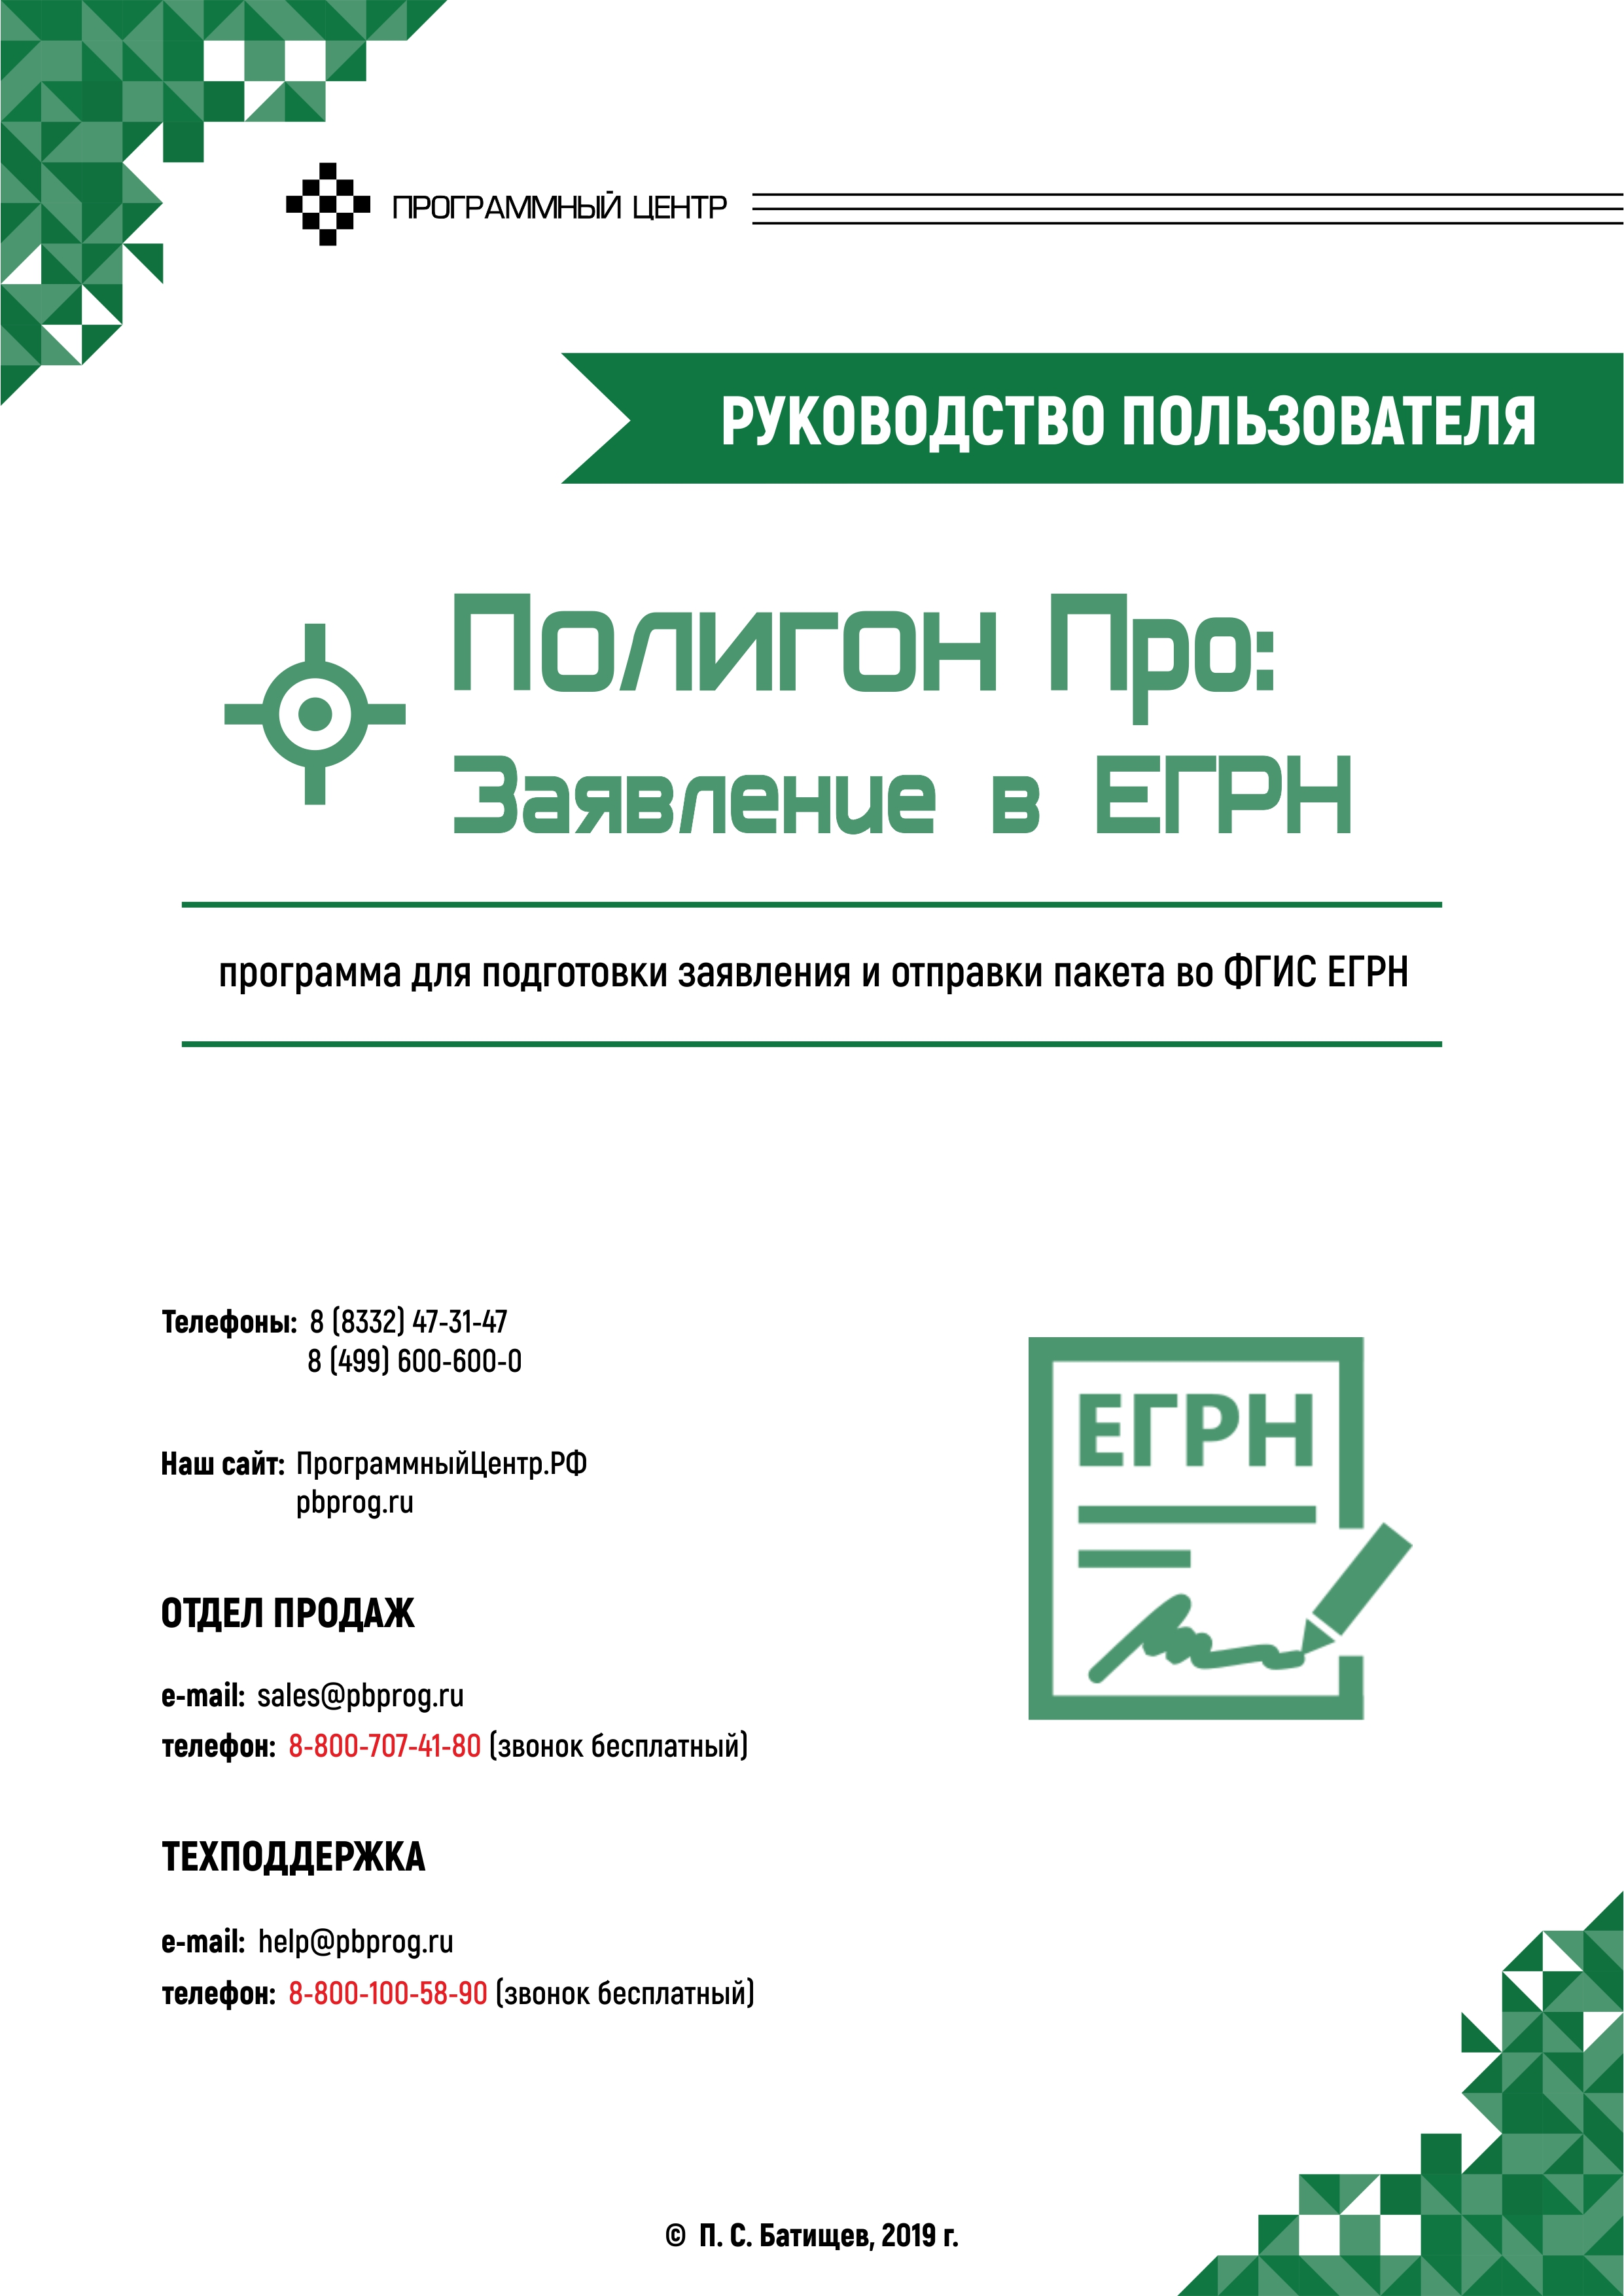 ПРОГРАММНЫЙ ЦЕНТР
РУКОВОДСТВО ПОЛЬЗОВАТЕЛЯ
Полигон Про:
Заявление в ЕГРН
программа для подготовки заявления и отправки пакета во ФГИС ЕГРН
Телефоны: 8 (8332) 47-31-47
8 (499) 600-600-0
Наш сайт: ПрограммныйЦентр.РФ
pbprog.ru
ЕГРН
ОТДЕЛ ПРОДАЖ
e-mail: sales@pbprog.ru
телефон: 8-800-707-41-80 (звонок бесплатный)
ТЕХПОДДЕРЖКА
e-mail: help@pbprog.ru
телефон: 8-800-100-58-90 (звонок бесплатный)
© П. С. Батищев, 2019 г.